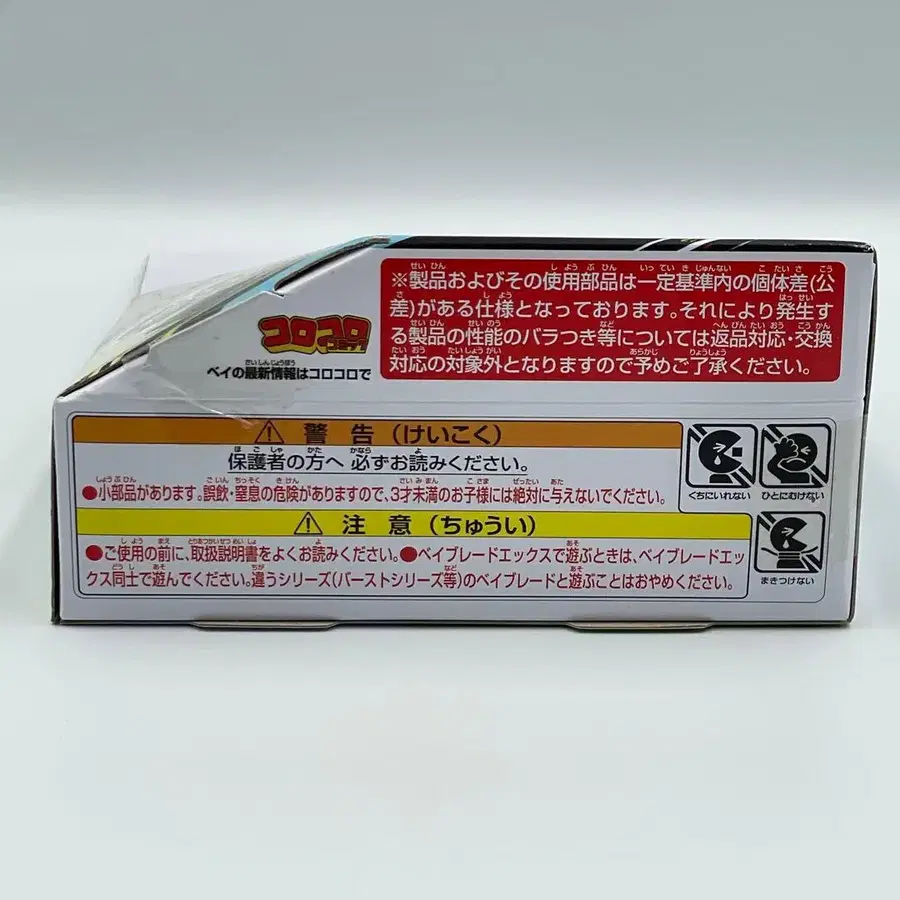 ※製品およびその使用部品は一定基準内の個体差(公
差)がある仕様となっております。それにより発生す
る製品の性能のバラつき等については返品対応・交換
対応の対象外となりますので予めご了承ください。
コロコロ
コミック
ベイの最新情報はコロコロで
⚠ 警告(けいこく)
保護者の方へ 必ずお読みください。
●小部品があります。誤飲・窒息の危険がありますので、3才未満のお子様には絶対に与えないでください。
⚠ 注意(ちゅうい)
●ご使用の前に、取扱説明書をよくお読みください。●ベイブレードエックスで遊ぶときは、ベイブレードエッ
クス同士で遊んでください。違うシリーズ(バーストシリーズ等)のベイブレードと遊ぶことはおやめください。
くちにいれない
ひとにむけない
まきつけない